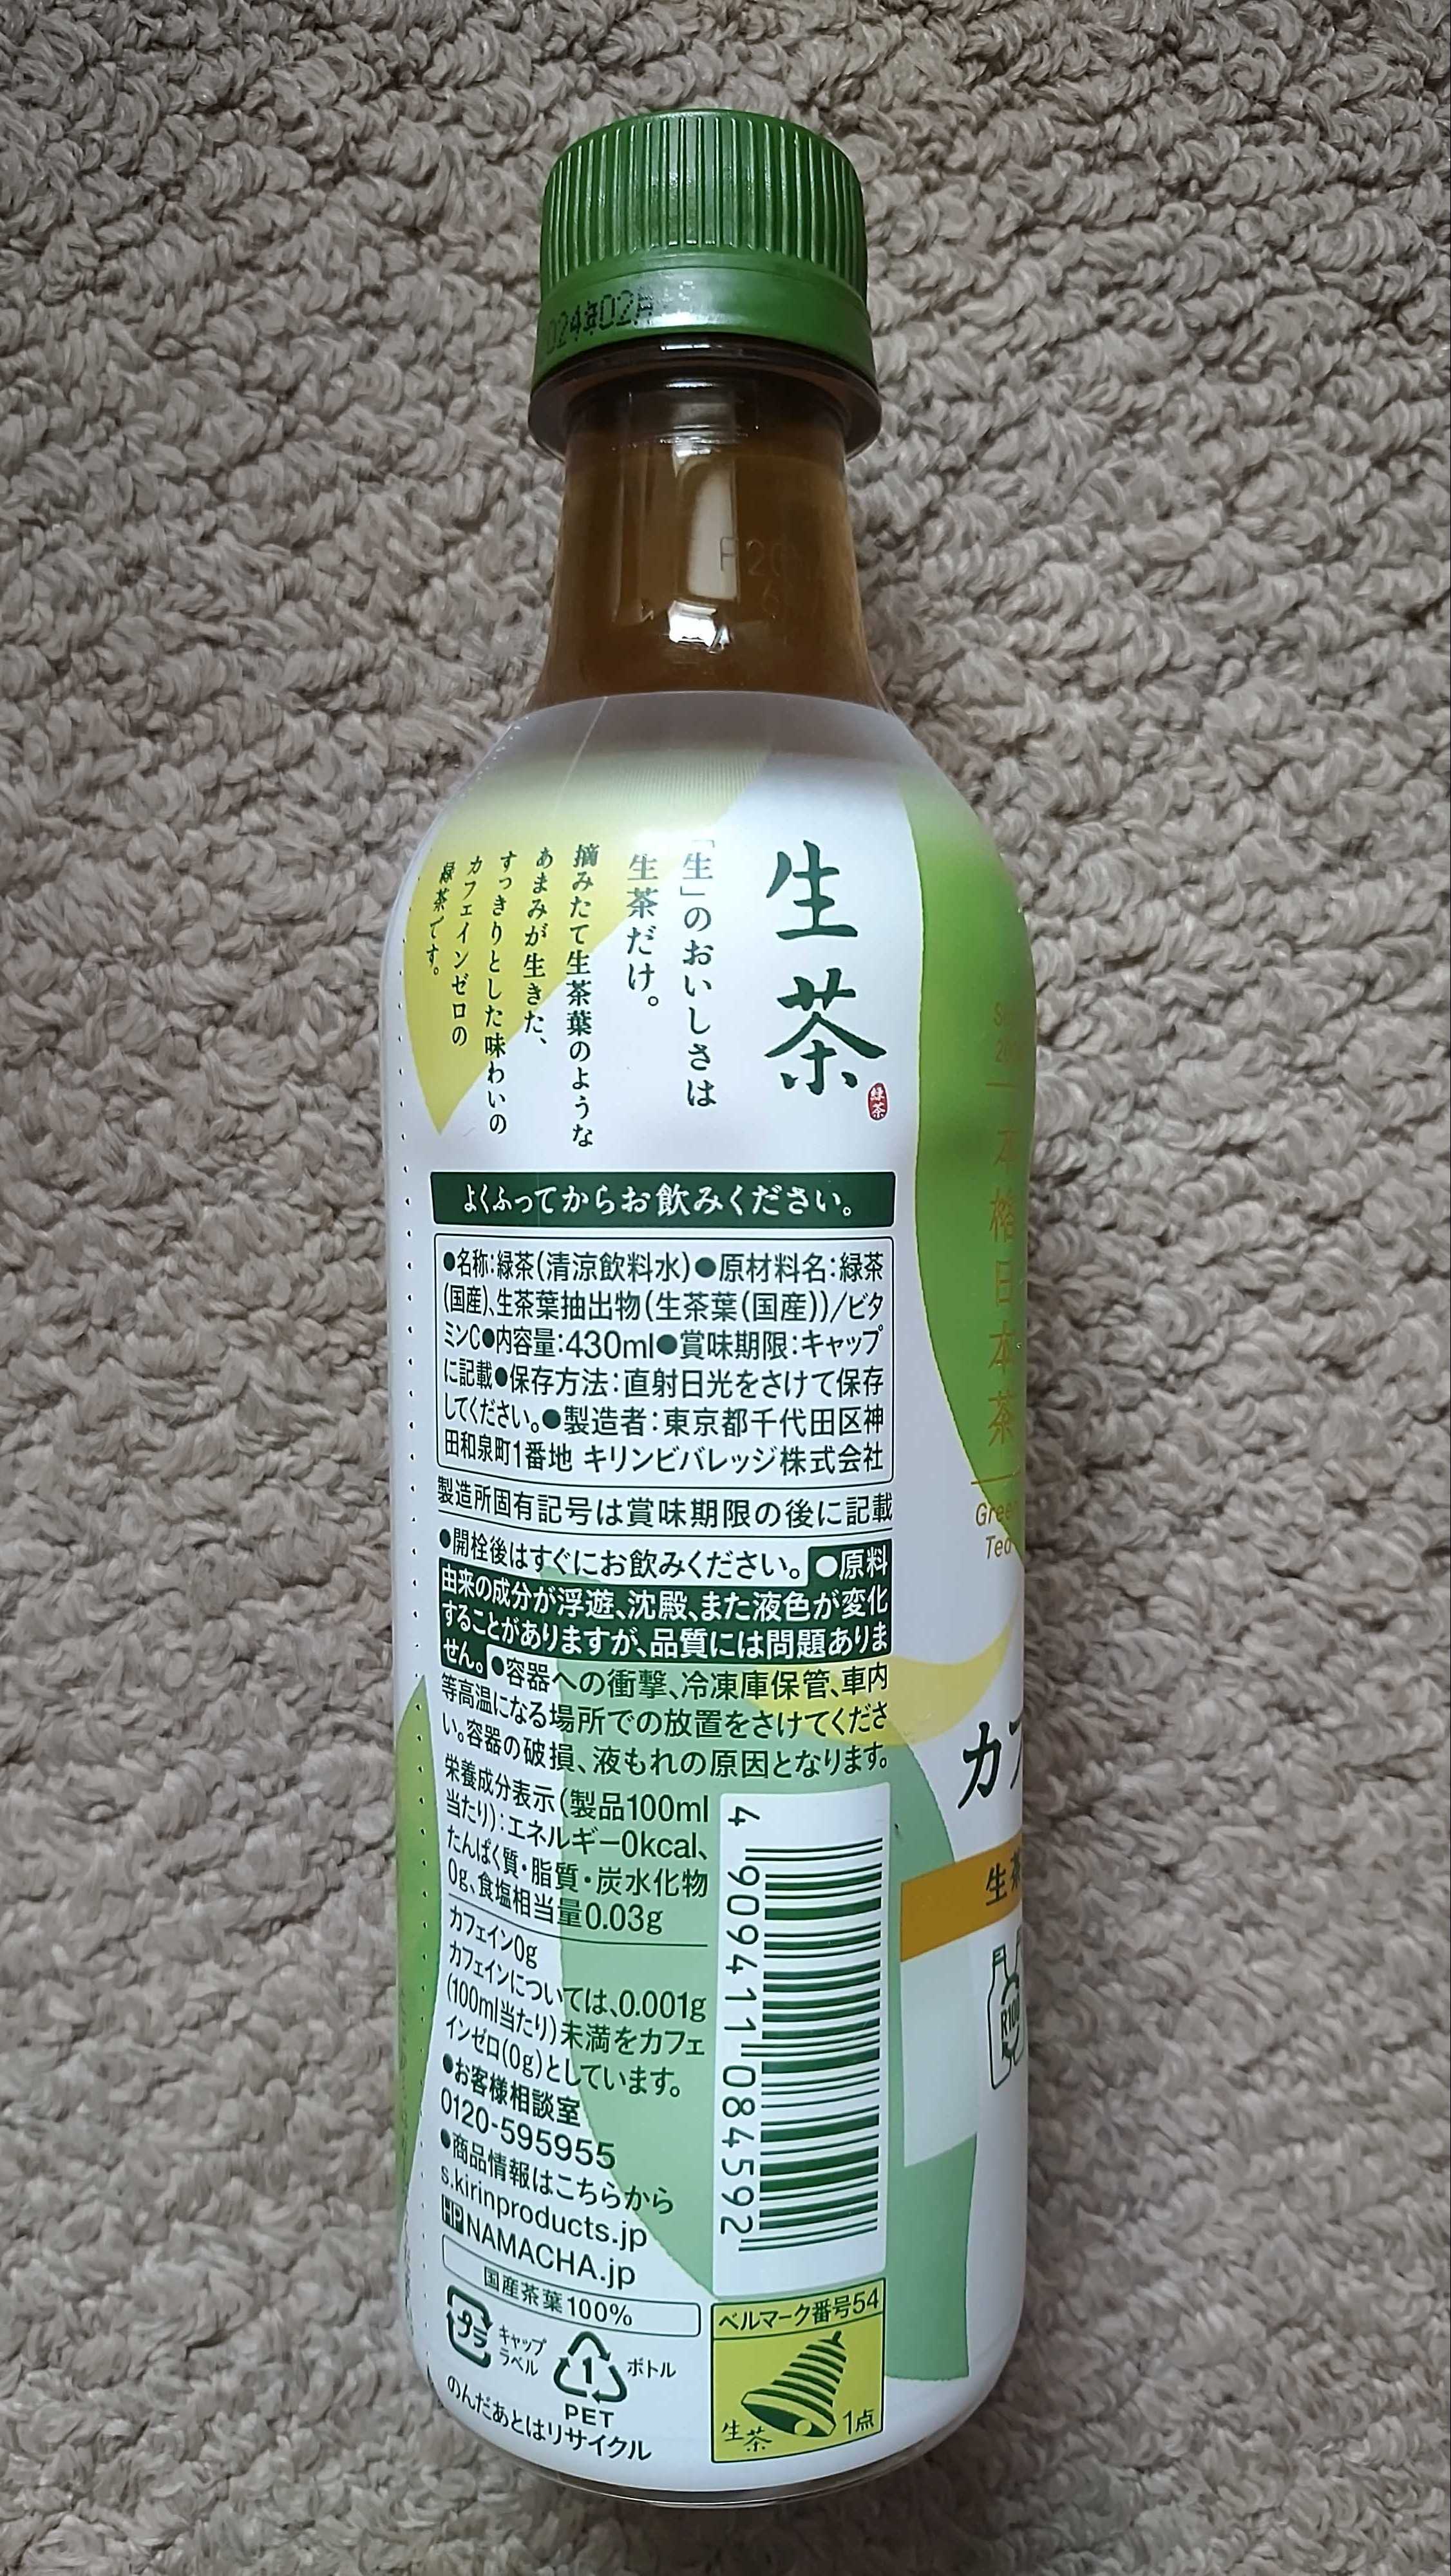 024年02月
生茶
緑茶
「生」のおいしさは
生茶だけ。
摘みたて生茶葉のような
あまみが生きた、
すっきりとした味わいの
カフェインゼロの
緑茶です。
よくふってからお飲みください。
●名称:緑茶(清涼飲料水)●原材料名:緑茶
(国産)、生茶葉抽出物(生茶葉(国産))/ビタ
ミンC●内容量:430ml●賞味期限:キャップ
に記載●保存方法:直射日光をさけて保存
してください。●製造者:東京都千代田区神
田和泉町1番地 キリンビバレッジ株式会社
製造所固有記号は賞味期限の後に記載
●開栓後はすぐにお飲みください。●原料
由来の成分が浮遊、沈殿、また液色が変化
することがありますが、品質には問題ありま
せん。●容器への衝撃、冷凍庫保管、車内
等高温になる場所での放置をさけてくださ
い。容器の破損、液もれの原因となります。
栄養成分表示(製品100ml
当たり):エネルギー0kcal、
たんぱく質・脂質・炭水化物
0g、食塩相当量0.03g
カフェイン0g
カフェインについては、0.001g
(100ml当たり)未満をカフェ
インゼロ(0g)としています。
●お客様相談室
0120-595955
●商品情報はこちらから
s.kirinproducts.jp
HP NAMACHA.jp
国産茶葉100%
プラ
キャップ
ラベル
1
PET
ボトル
のんだあとはリサイクル
4 909411 084592
ベルマーク番号54
生茶
1点
本格日本茶
Green
Tea
カフ
生茶
R100